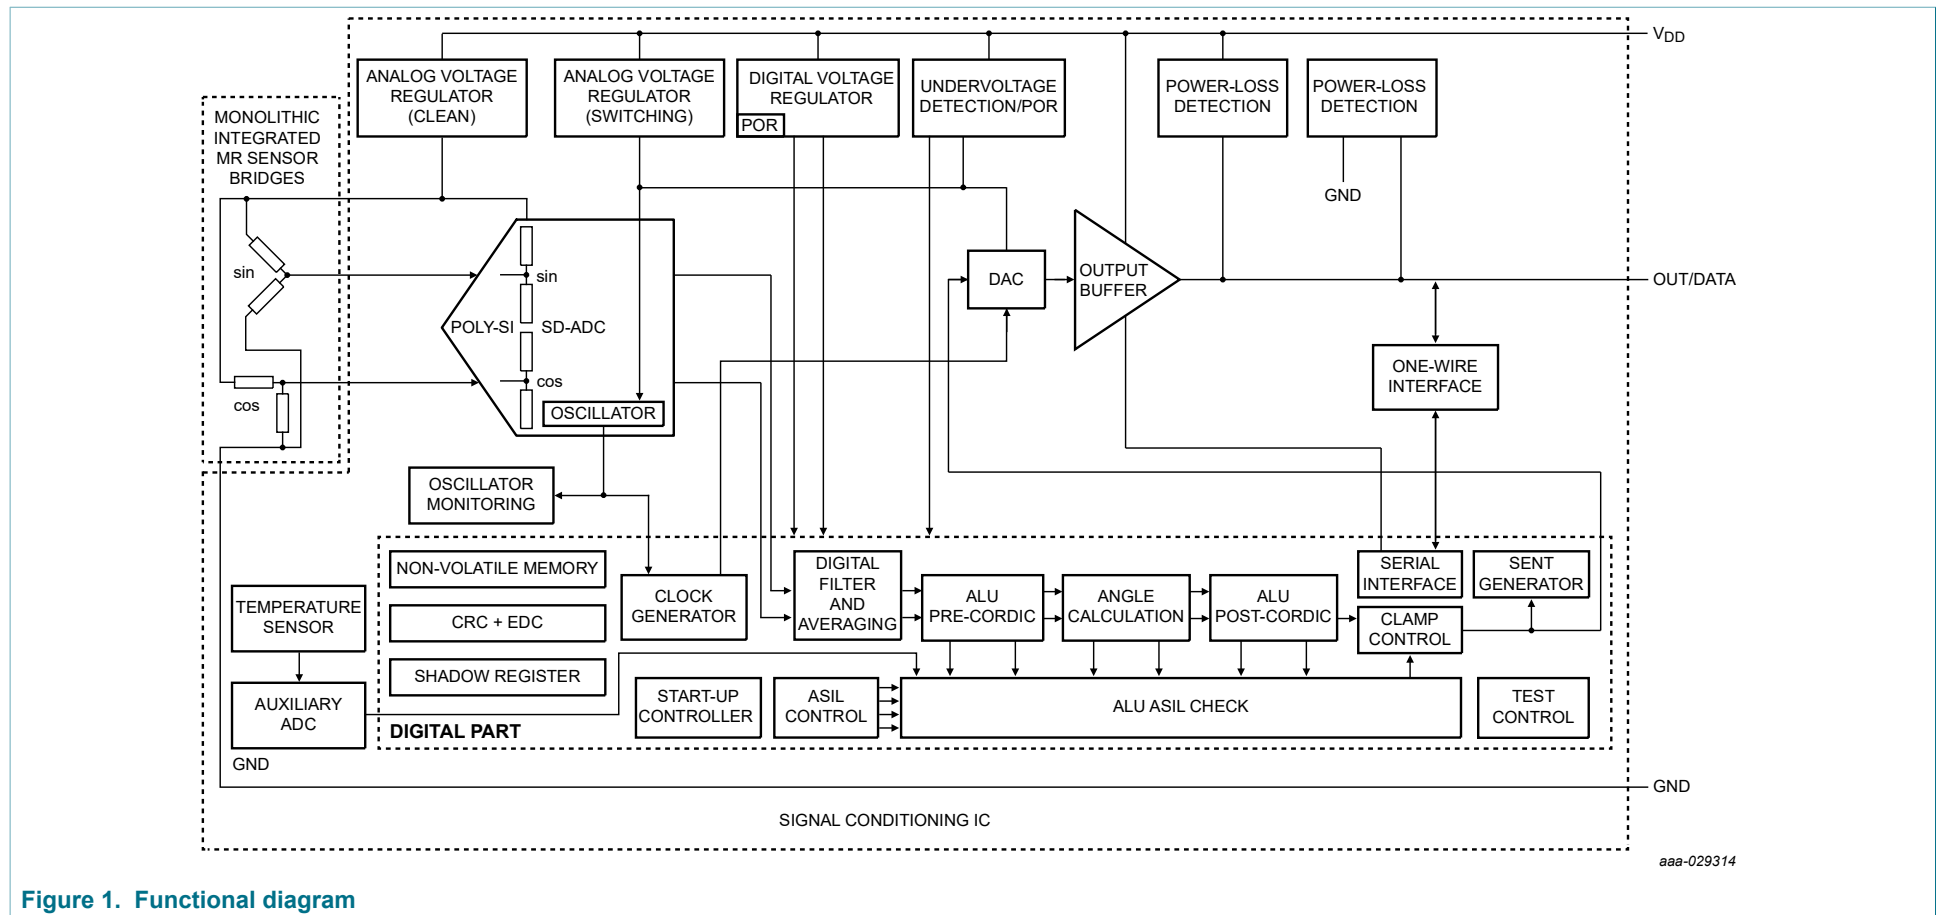 V_DD
ANALOG VOLTAGE
REGULATOR
(CLEAN)
ANALOG VOLTAGE
REGULATOR
(SWITCHING)
DIGITAL VOLTAGE
REGULATOR
POR
UNDERVOLTAGE
DETECTION/POR
POWER-LOSS
DETECTION
POWER-LOSS
DETECTION
GND
MONOLITHIC
INTEGRATED
MR SENSOR
BRIDGES
sin
cos
sin
POLY-SI
SD-ADC
cos
OSCILLATOR
DAC
OUTPUT
BUFFER
OUT/DATA
ONE-WIRE
INTERFACE
OSCILLATOR
MONITORING
NON-VOLATILE MEMORY
CRC + EDC
SHADOW REGISTER
CLOCK
GENERATOR
DIGITAL
FILTER
AND
AVERAGING
ALU
PRE-CORDIC
ANGLE
CALCULATION
ALU
POST-CORDIC
SERIAL
INTERFACE
SENT
GENERATOR
CLAMP
CONTROL
TEMPERATURE
SENSOR
AUXILIARY
ADC
GND
START-UP
CONTROLLER
ASIL
CONTROL
ALU ASIL CHECK
TEST
CONTROL
DIGITAL PART
GND
SIGNAL CONDITIONING IC
aaa-029314
Figure 1. Functional diagram